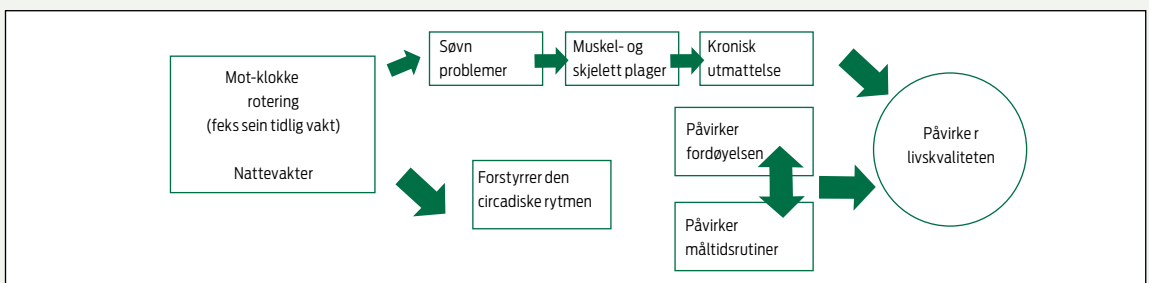 Mot-klokke
rotering
(feks sein tidlig vakt)
Nattevakter
Søvn
problemer
Muskel- og
skjelett plager
Kronisk
utmattelse
Forstyrrer den
circadiske rytmen
Påvirker
fordøyelsen
Påvirker
måltidsrutiner
Påvirke r
livskvaliteten